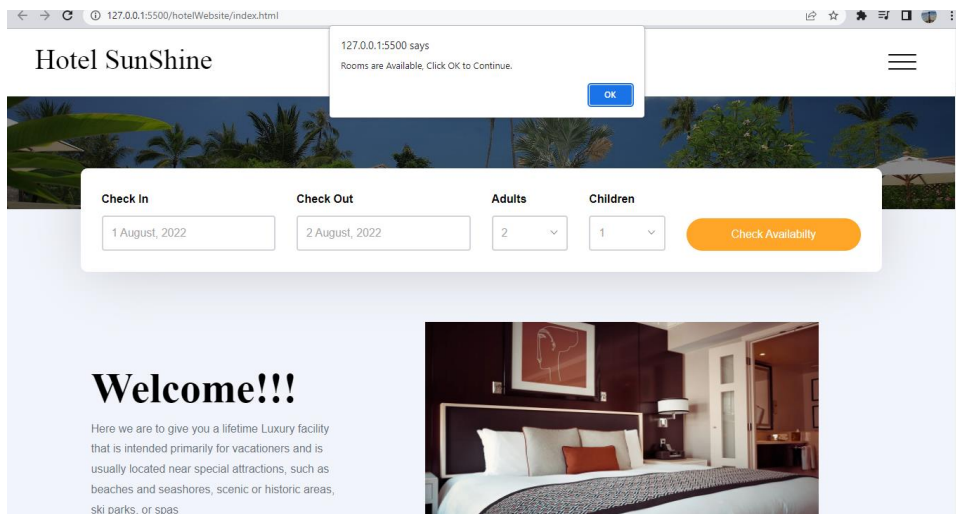 127.0.0.1:5500/hotelWebsite/index.html
Hotel SunShine
127.0.0.1:5500 says
Rooms are Available, Click OK to Continue.
OK
Check In
Check Out
Adults
Children
1 August, 2022
2 August, 2022
2
1
Check Availabilty
Welcome!!!
Here we are to give you a lifetime Luxury facility
that is intended primarily for vacationers and is
usually located near special attractions, such as
beaches and seashores, scenic or historic areas,
ski parks, or spas